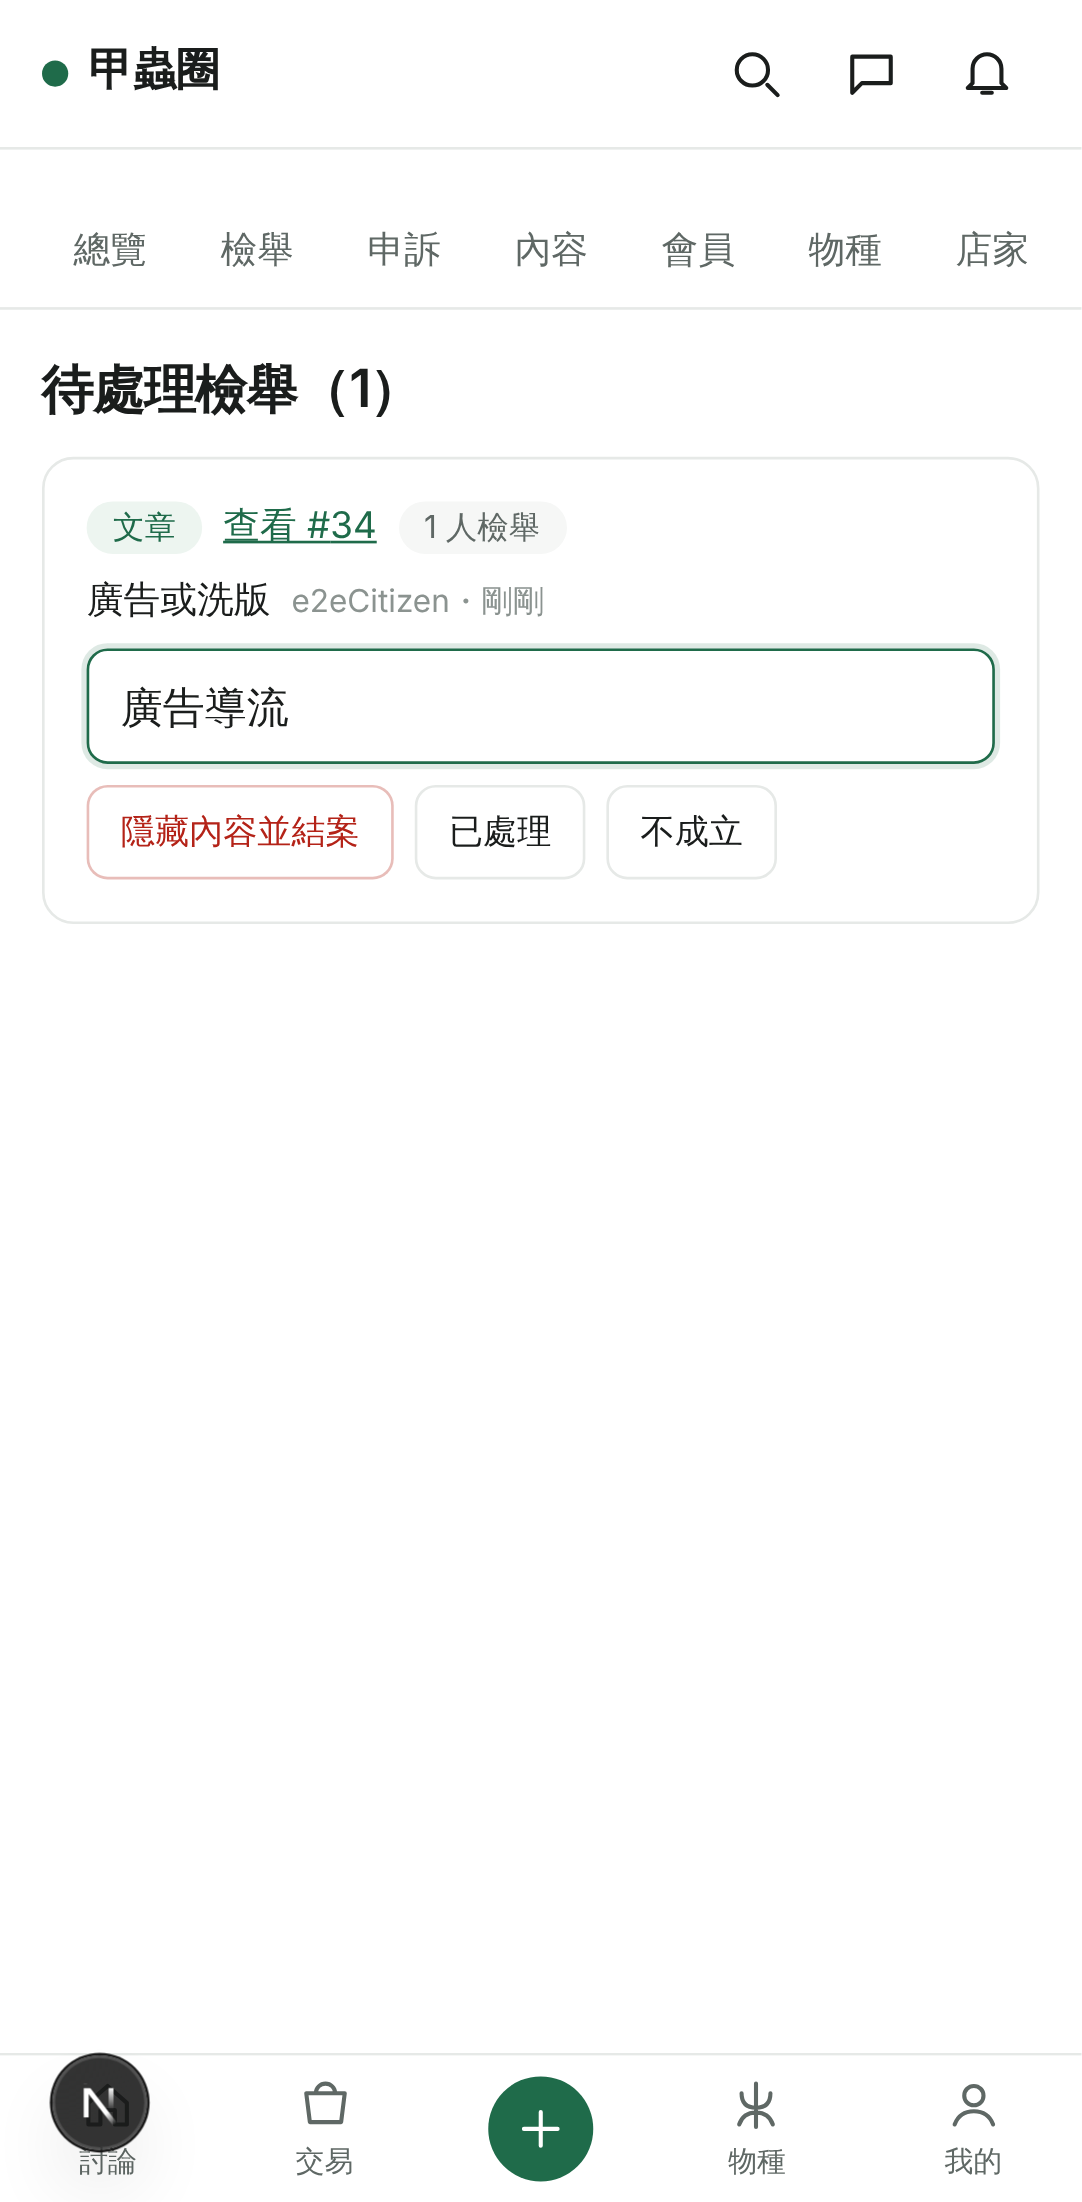 甲蟲圈
總覽 檢舉 申訴 內容 會員 物種 店家
待處理檢舉（1）
文章 查看 #34 1 人檢舉
廣告或洗版 e2eCitizen · 剛剛
廣告導流
隱藏內容並結案 已處理 不成立
N
討論 交易 物種 我的